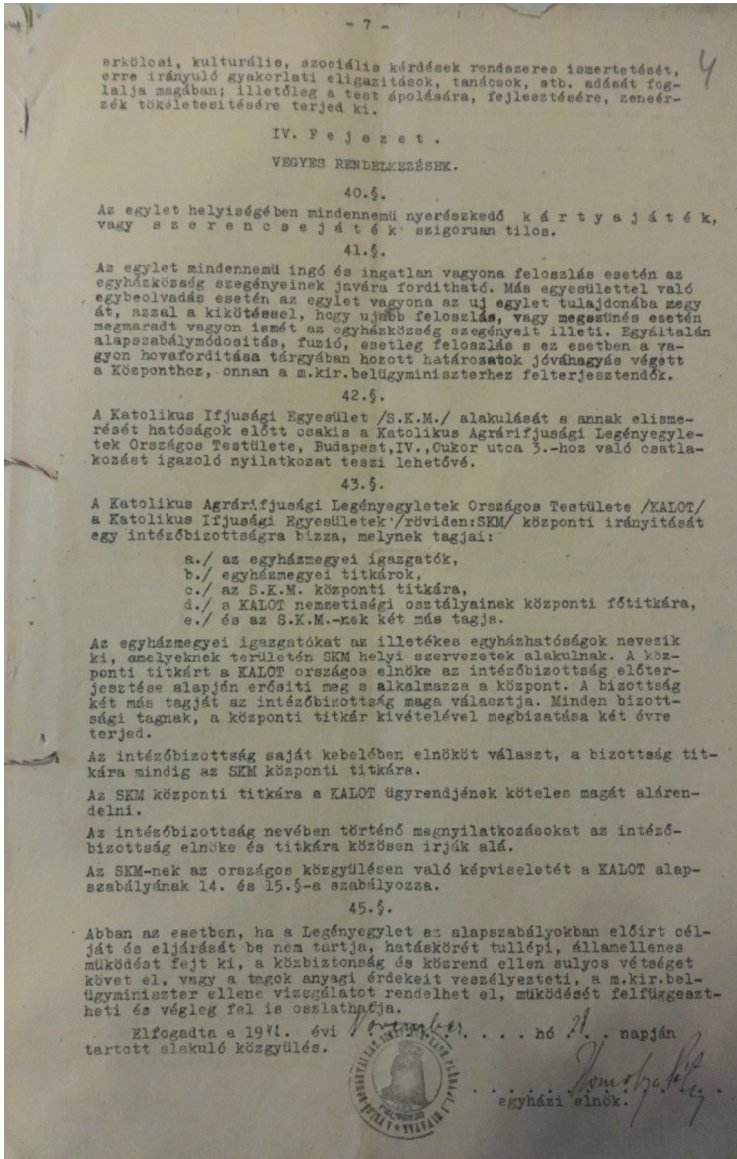 - 7 -
4
erkölcsi, kulturális, szociális kérdések rendszeres ismertetését,
erre irányuló gyakorlati eligazitások, tanácsok, stb. adását fog-
lalja magában; illetőleg a test ápolására, fejlesztésére, zeneér-
zék tökéletesitésére terjed ki.
IV. Fejezet.
VEGYES RENDELKEZÉSEK.
40.§.
Az egylet helyiségében mindennemü nyerészkedő kártyajáték,
vagy szerencsejáték szigoruan tilos.
41.§.
Az egylet mindennemü ingó és ingatlan vagyona feloszlás esetén az
egyházközség szegényeinek javára forditható. Más egyesülettel való
egybeolvadás esetén az egylet vagyona az uj egylet tulajdonába megy
át, azzal a kikötéssel, hogy ujabb feloszlás, vagy megszünés esetén
megmaradt vagyon ismét az egyházközség szegényeit illeti. Egyáltalán
alapszabálymódositás, fuzió, esetleg feloszlás s ez esetben a va-
gyon hovaforditása tárgyában hozott határozatok jóváhagyás végett
a Központhoz, onnan a m.kir.belügyminiszterhez felterjesztendők.
42.§.
A Katolikus Ifjusági Egyesület /S.K.M./ alakulását s annak elisme-
rését hatóságok előtt csakis a Katolikus Agrárifjusági Legényegyle-
tek Országos Testülete, Budapest,IV.,Cukor utca 3.-hoz való csatla-
kozást igazoló nyilatkozat teszi lehetővé.
43.§.
A Katolikus Agrárifjusági Legényegyletek Országos Testülete /KALOT/
a Katolikus Ifjusági Egyesületek /röviden:SKM/ központi irányitását
egy intézőbizottságra bizza, melynek tagjai:
a./ az egyházmegyei igazgatók,
b./ egyházmegyei titkárok,
c./ az S.K.M. központi titkára,
d./ a KALOT nemzetiségi osztályainak központi főtitkára,
e./ és az S.K.M.-nek két más tagja.
Az egyházmegyei igazgatókat az illetékes egyházhatóságok nevezik
ki, amelyeknek területén SKM helyi szervezetek alakulnak. A köz-
ponti titkárt a KALOT országos elnöke az intézőbizottság előter-
jesztése alapján erősiti meg s alkalmazza a központ. A bizottság
két más tagját az intézőbizottság maga választja. Minden bizott-
sági tagnak, a központi titkár kivételével megbizatása két évre
terjed.
Az intézőbizottság saját kebelében elnököt választ, a bizottság tit-
kára mindig az SKM központi titkára.
Az SKM központi titkára a KALOT ügyrendjének köteles magát aláren-
delni.
Az intézőbizottság nevében történő megnyilatkozásokat az intéző-
bizottság elnöke és titkára közösen irják alá.
Az SKM-nek az országos közgyülésen való képviseletét a KALOT alap-
szabályának 14. és 15.§-a szabályozza.
45.§.
Abban az esetben, ha a Legényegylet az alapszabályokban előirt cél-
ját és eljárását be nem tartja, hatáskörét tullépi, államellenes
müködést fejt ki, a közbiztonság és közrend ellen sulyos vétséget
követ el, vagy a tagok anyagi érdekeit veszélyezteti, a m.kir.bel-
ügyminiszter ellene vizsgálatot rendelhet el, müködését felfüggeszt-
heti és végleg fel is oszlathatja.
Elfogadta a 1941. évi November . . . . hó 21. napján
tartott alakuló közgyülés.
egyházi elnök.